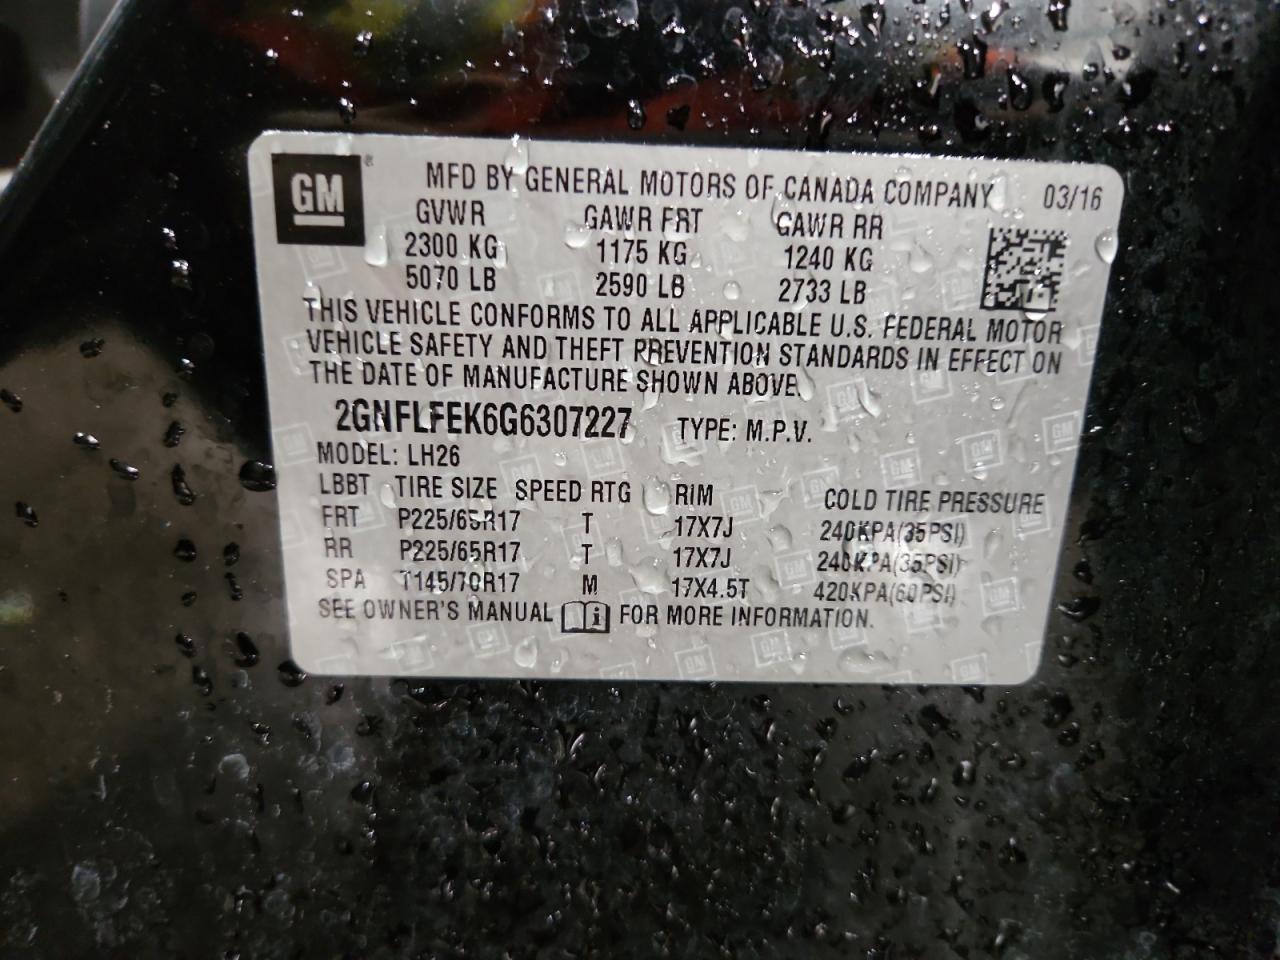 GM ®
MFD BY GENERAL MOTORS OF CANADA COMPANY 03/16
GVWR GAWR FRT GAWR RR
2300 KG 1175 KG 1240 KG
5070 LB 2590 LB 2733 LB
THIS VEHICLE CONFORMS TO ALL APPLICABLE U.S. FEDERAL MOTOR
VEHICLE SAFETY AND THEFT PREVENTION STANDARDS IN EFFECT ON
THE DATE OF MANUFACTURE SHOWN ABOVE.
2GNFLFEK6G6307227 TYPE: M.P.V.
MODEL: LH26
LBBT TIRE SIZE SPEED RTG RIM COLD TIRE PRESSURE
FRT P225/65R17 T 17X7J 240KPA(35PSI)
RR P225/65R17 T 17X7J 240KPA(35PSI)
SPA T145/70R17 M 17X4.5T 420KPA(60PSI)
SEE OWNER'S MANUAL FOR MORE INFORMATION.